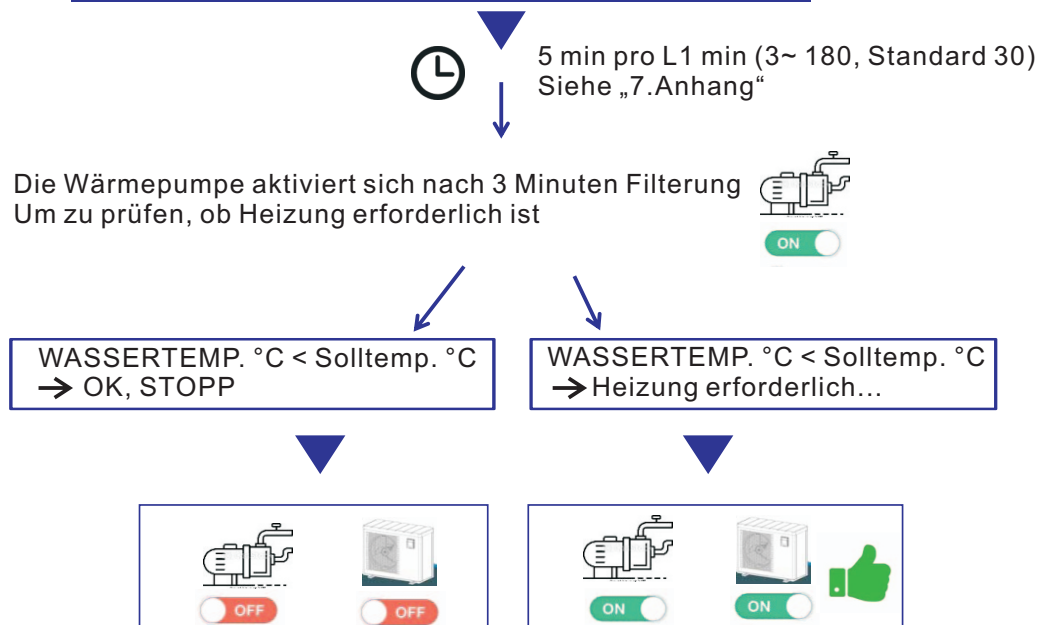 5 min pro L1 min (3~ 180, Standard 30)
Siehe „7.Anhang“
Die Wärmepumpe aktiviert sich nach 3 Minuten Filterung
Um zu prüfen, ob Heizung erforderlich ist
ON
WASSERTEMP. °C < Solltemp. °C
→ OK, STOPP
WASSERTEMP. °C < Solltemp. °C
→ Heizung erforderlich...
OFF
OFF
ON
ON